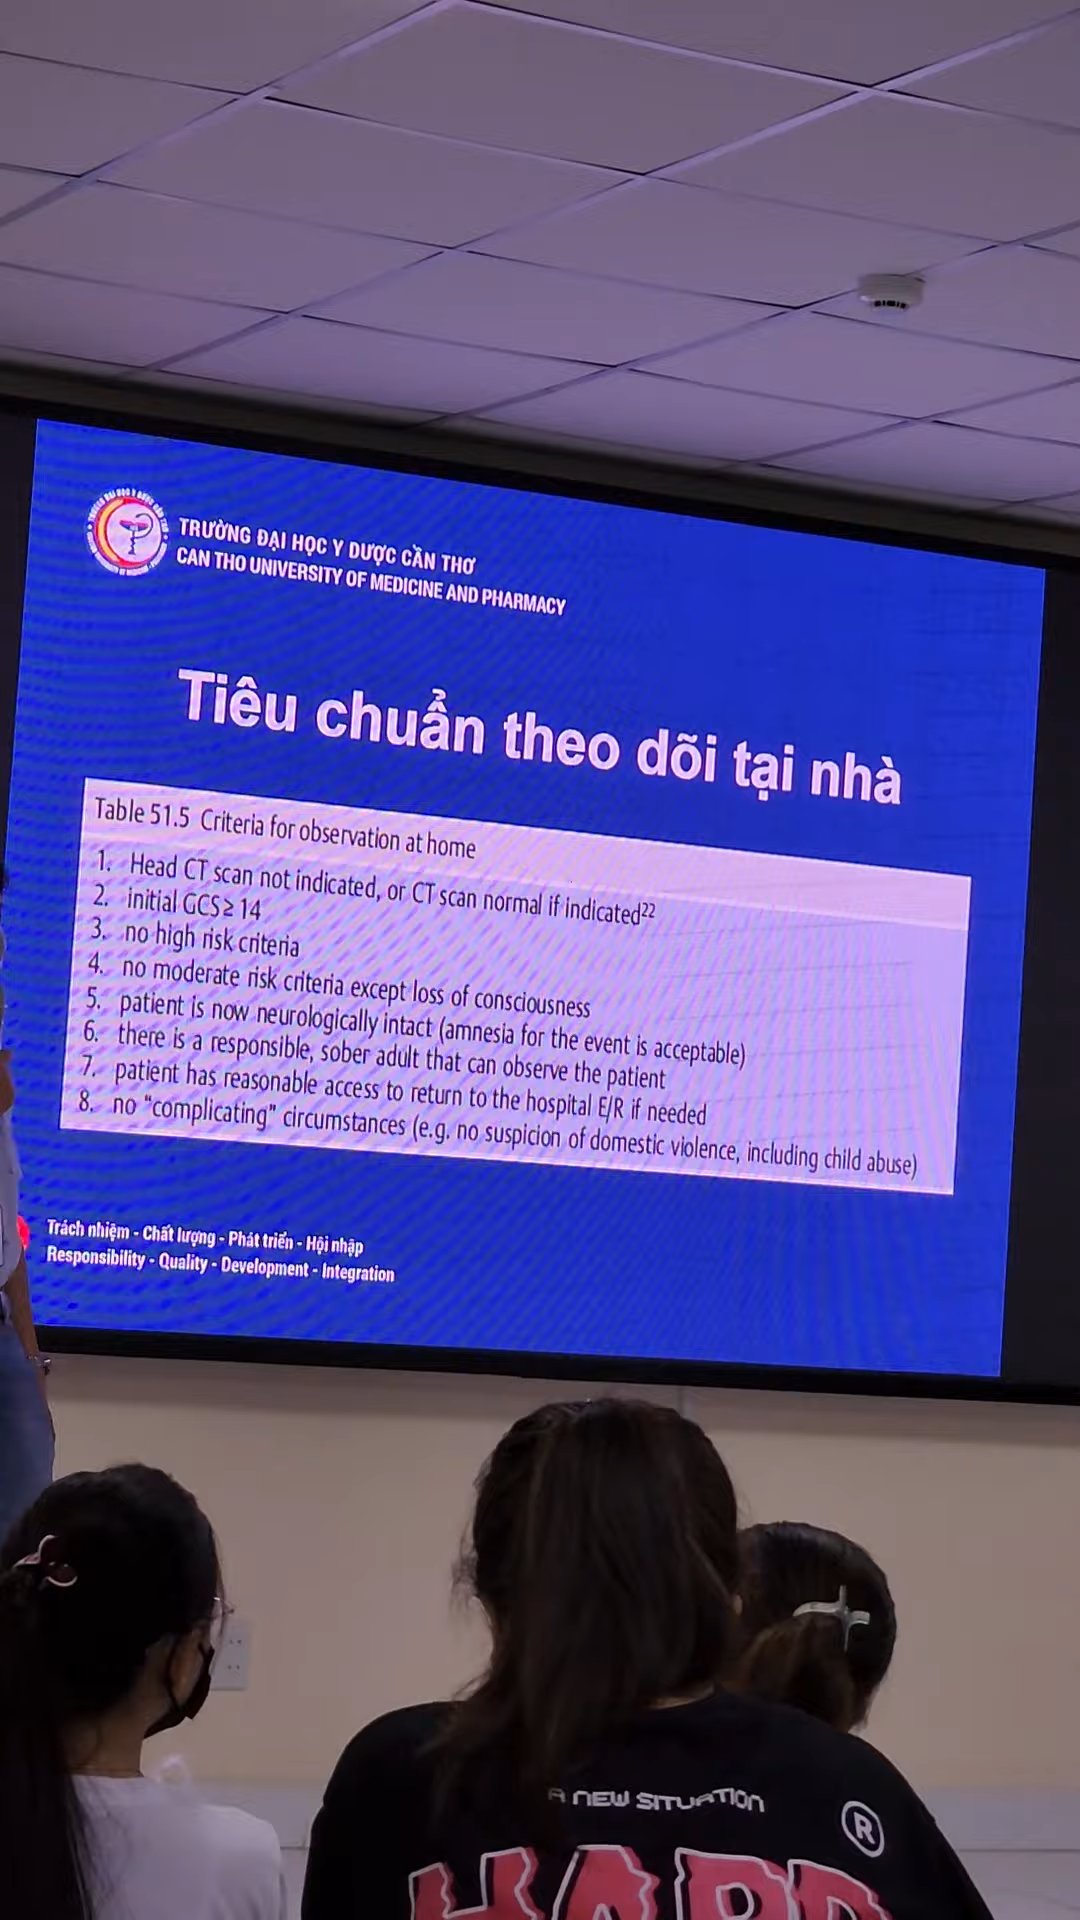 TRƯỜNG ĐẠI HỌC Y DƯỢC CẦN THƠ
CAN THO UNIVERSITY OF MEDICINE AND PHARMACY
Tiêu chuẩn theo dõi tại nhà
Table 51.5 Criteria for observation at home
1. Head CT scan not indicated, or CT scan normal if indicated22
2. initial GCS ≥ 14
3. no high risk criteria
4. no moderate risk criteria except loss of consciousness
5. patient is now neurologically intact (amnesia for the event is acceptable)
6. there is a responsible, sober adult that can observe the patient
7. patient has reasonable access to return to the hospital E/R if needed
8. no “complicating” circumstances (e.g. no suspicion of domestic violence, including child abuse)
Trách nhiệm - Chất lượng - Phát triển - Hội nhập
Responsibility - Quality - Development - Integration
A NEW SITUATION
®
HARD